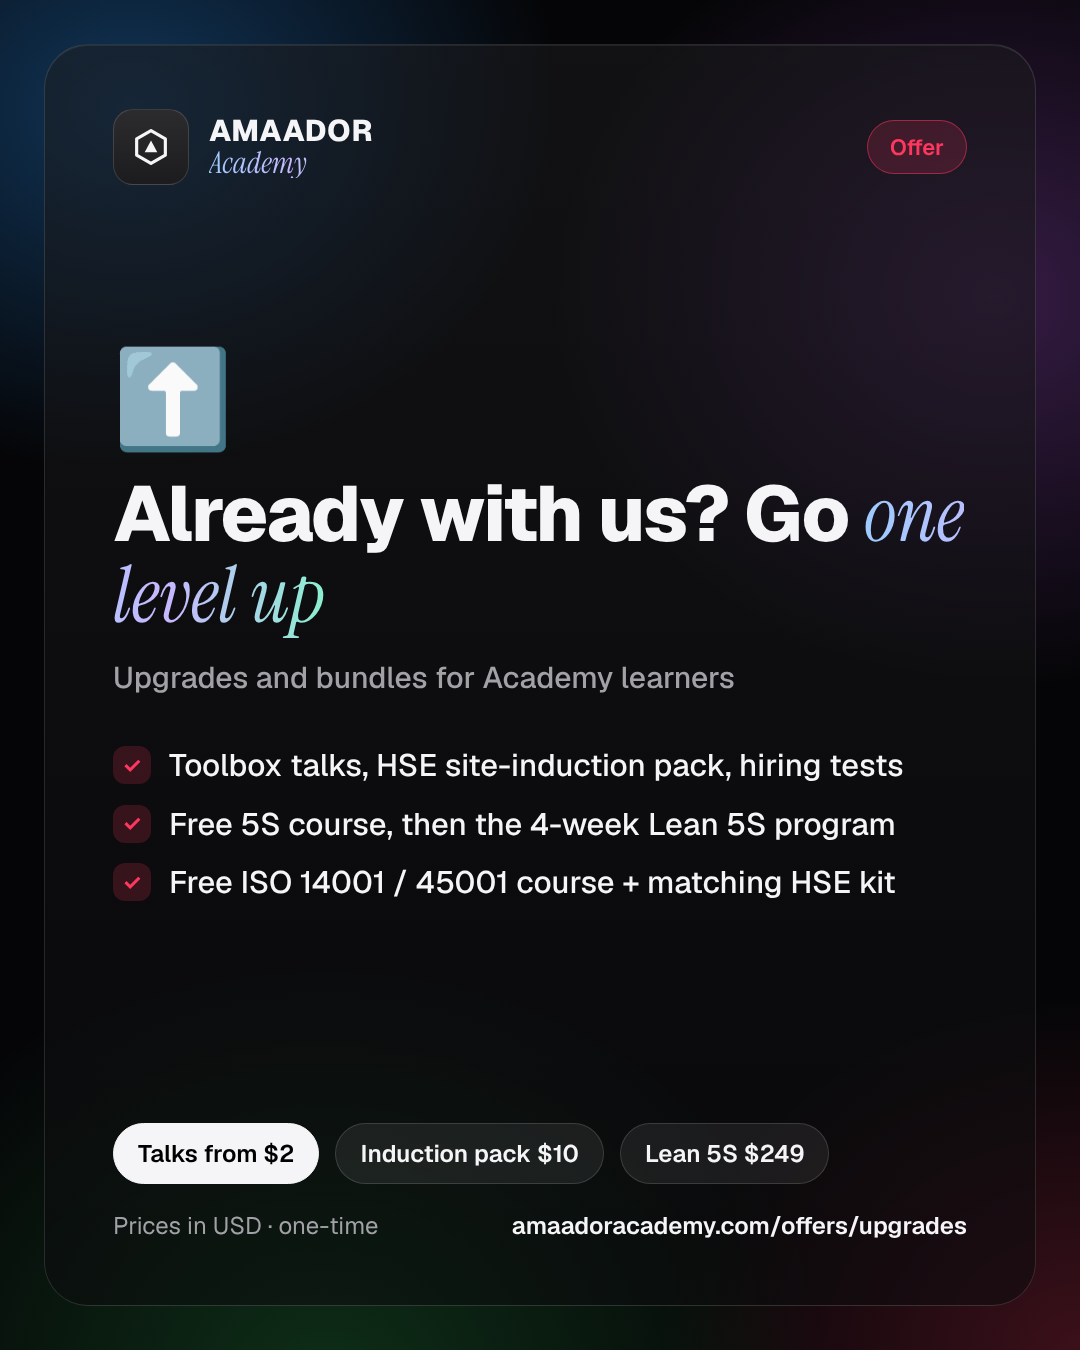 AMAADOR
Academy
Offer
Already with us? Go one
level up
Upgrades and bundles for Academy learners
Toolbox talks, HSE site-induction pack, hiring tests
Free 5S course, then the 4-week Lean 5S program
Free ISO 14001 / 45001 course + matching HSE kit
Talks from $2
Induction pack $10
Lean 5S $249
Prices in USD · one-time
amaadoracademy.com/offers/upgrades